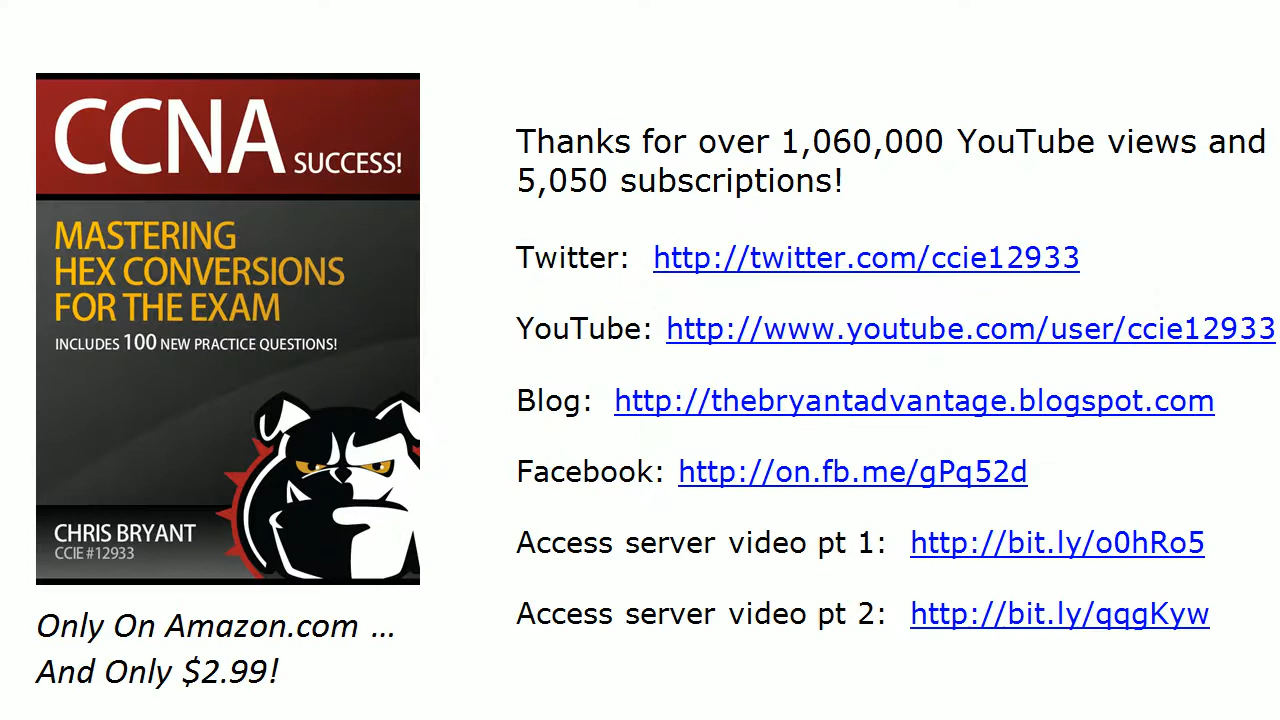 CCNA SUCCESS!
MASTERING
HEX CONVERSIONS
FOR THE EXAM
INCLUDES 100 NEW PRACTICE QUESTIONS!
CHRIS BRYANT
CCIE #12933
Only On Amazon.com ...
And Only $2.99!
Thanks for over 1,060,000 YouTube views and
5,050 subscriptions!
Twitter: http://twitter.com/ccie12933
YouTube: http://www.youtube.com/user/ccie12933
Blog: http://thebryantadvantage.blogspot.com
Facebook: http://on.fb.me/gPq52d
Access server video pt 1: http://bit.ly/o0hRo5
Access server video pt 2: http://bit.ly/qqgKyw